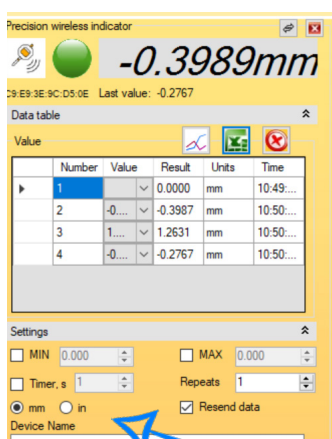 Precision wireless indicator
-0.3989mm
C9:E9:3E:9C:D5:0E Last value: -0.2767
Data table
Value
Number Value Result Units Time
1 0.0000 mm 10:49:...
2 -0.... -0.3987 mm 10:50:...
3 1.... 1.2631 mm 10:50:...
4 -0.... -0.2767 mm 10:50:...
Settings
MIN 0.000 MAX 0.000
Timer, s 1 Repeats 1
mm in Resend data
Device Name